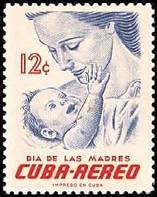 12¢
DIA DE LAS MADRES
CUBA-AEREO
IMPRESO EN CUBA